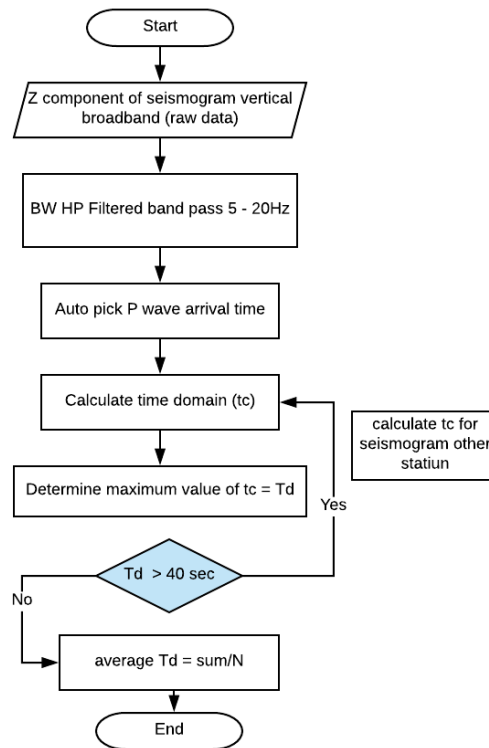 Start
Z component of seismogram vertical
broadband (raw data)
BW HP Filtered band pass 5 - 20Hz
Auto pick P wave arrival time
Calculate time domain (tc)
calculate tc for
seismogram other
statiun
Determine maximum value of tc = Td
Yes
Td > 40 sec
No
average Td = sum/N
End